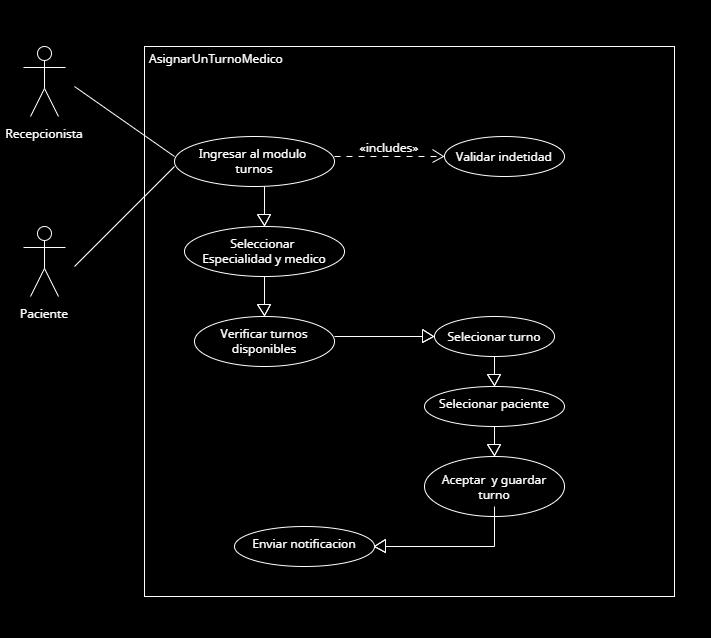 AsignarUnTurnoMedico
Recepcionista
Ingresar al modulo
turnos
«includes»
Validar indetidad
Seleccionar
Especialidad y medico
Paciente
Verificar turnos
disponibles
Selecionar turno
Selecionar paciente
Aceptar y guardar
turno
Enviar notificacion